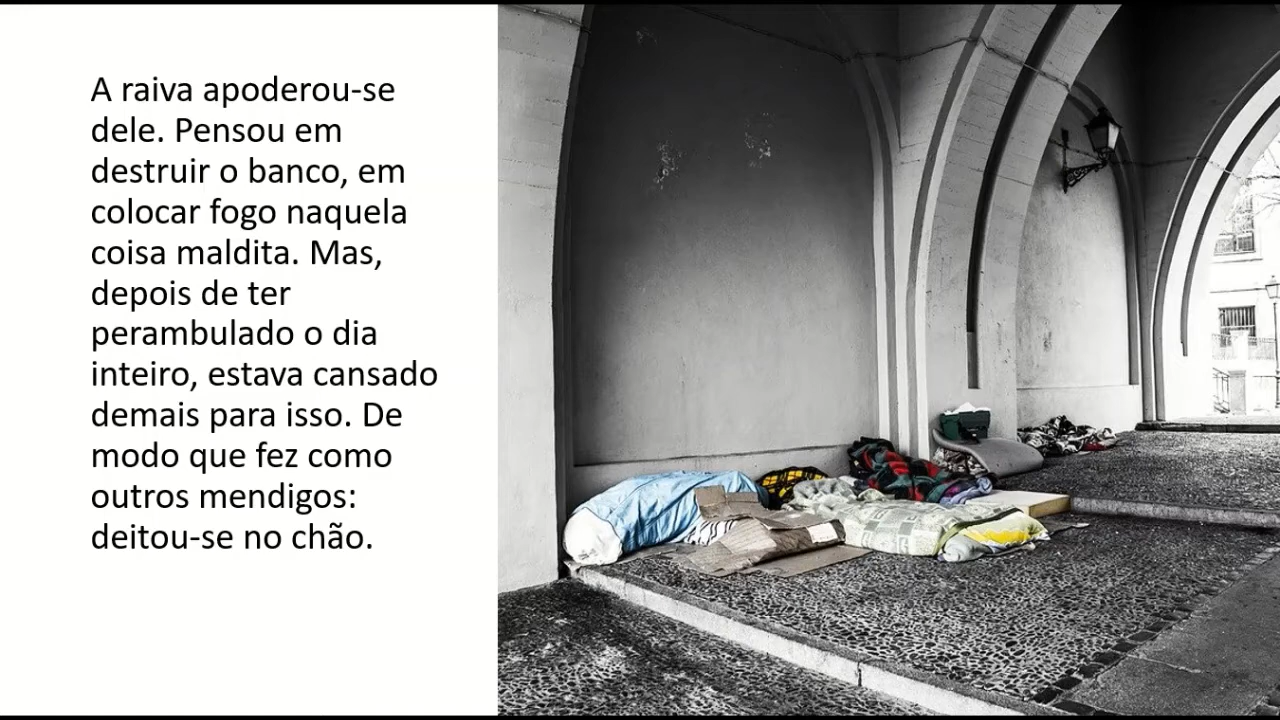 A raiva apoderou-se
dele. Pensou em
destruir o banco, em
colocar fogo naquela
coisa maldita. Mas,
depois de ter
perambulado o dia
inteiro, estava cansado
demais para isso. De
modo que fez como
outros mendigos:
deitou-se no chão.